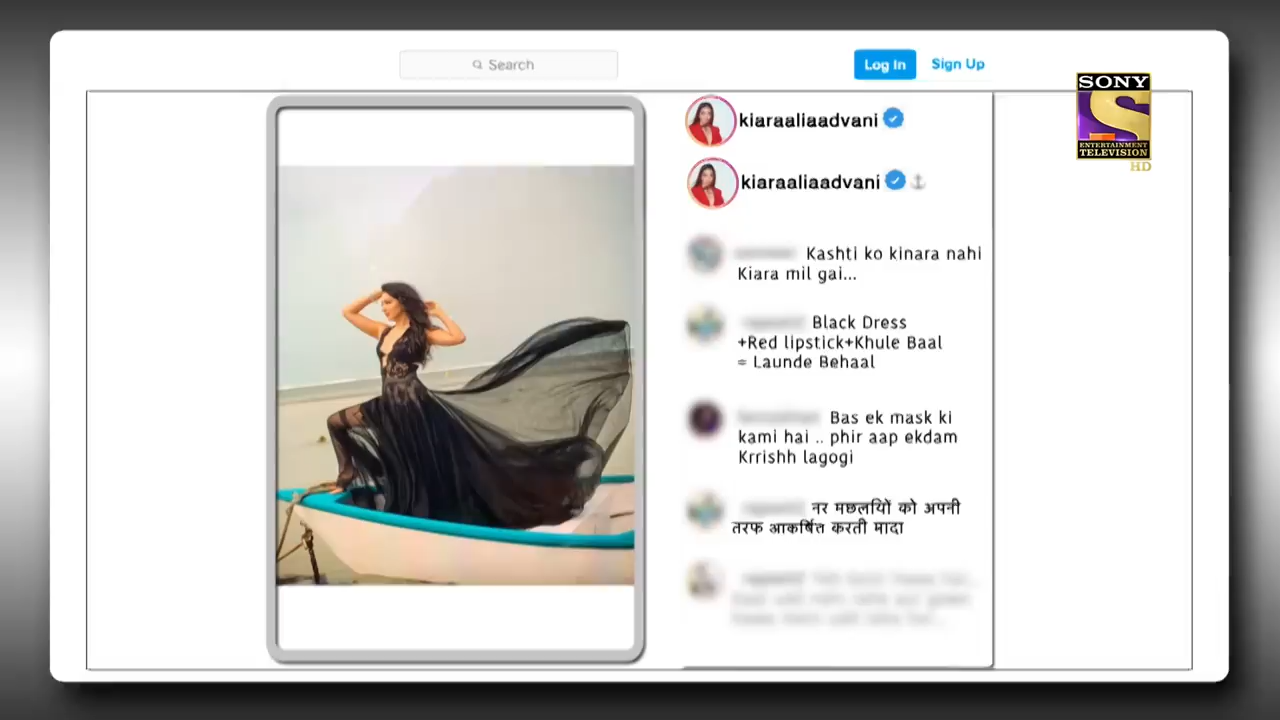 Search
Log In
Sign Up
SONY
ENTERTAINMENT
TELEVISION
HD
kiaraaliaadvani
kiaraaliaadvani
Kashti ko kinara nahi
Kiara mil gai...
Black Dress
+Red lipstick+Khule Baal
= Launde Behaal
Bas ek mask ki
kami hai .. phir aap ekdam
Krrishh lagogi
नर मछलियों को अपनी
तरफ आकर्षित करती मादा